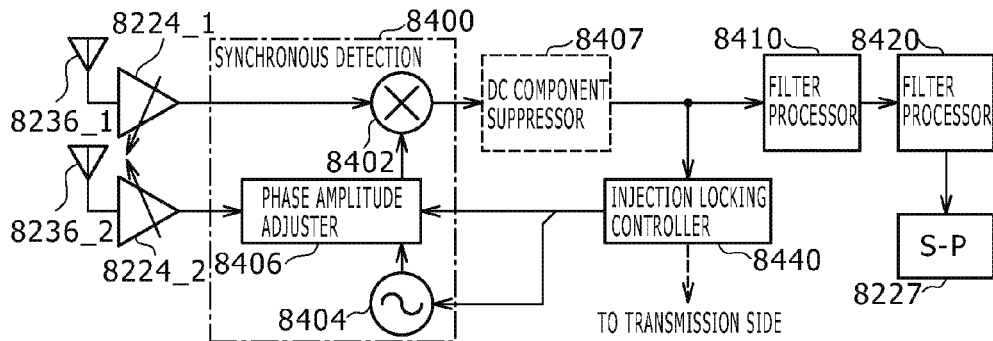 8224_1
8400
8407
8410
8420
SYNCHRONOUS DETECTION
DC COMPONENT
SUPPRESSOR
FILTER
PROCESSOR
FILTER
PROCESSOR
8236_1
8402
PHASE AMPLITUDE
ADJUSTER
INJECTION LOCKING
CONTROLLER
S-P
8236_2
8224_2
8406
8440
8227
8404
TO TRANSMISSION SIDE